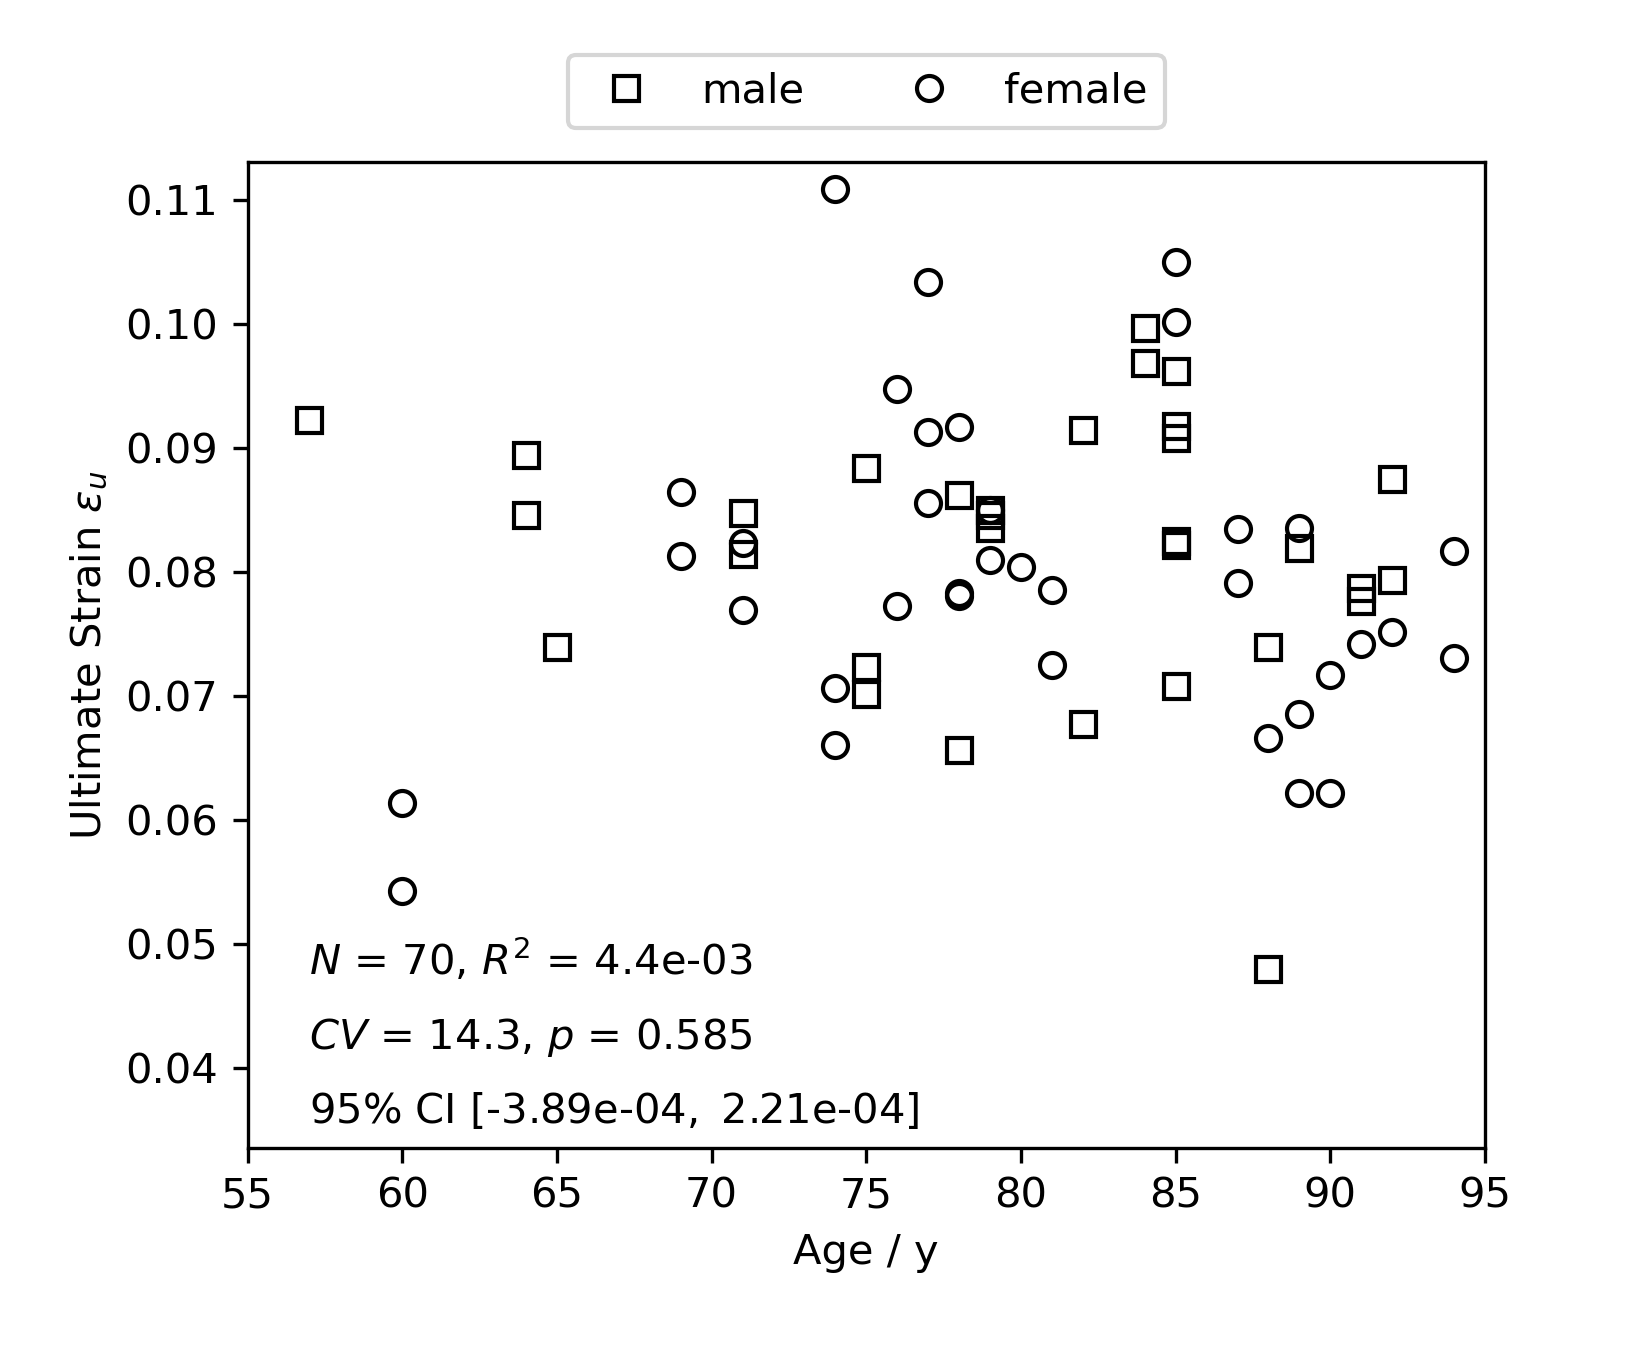 male female
0.11
0.10
0.09
0.08
0.07
0.06
0.05
0.04
Ultimate Strain εu
N = 70, R² = 4.4e-03
CV = 14.3, p = 0.585
95% CI [-3.89e-04, 2.21e-04]
55 60 65 70 75 80 85 90 95
Age / y